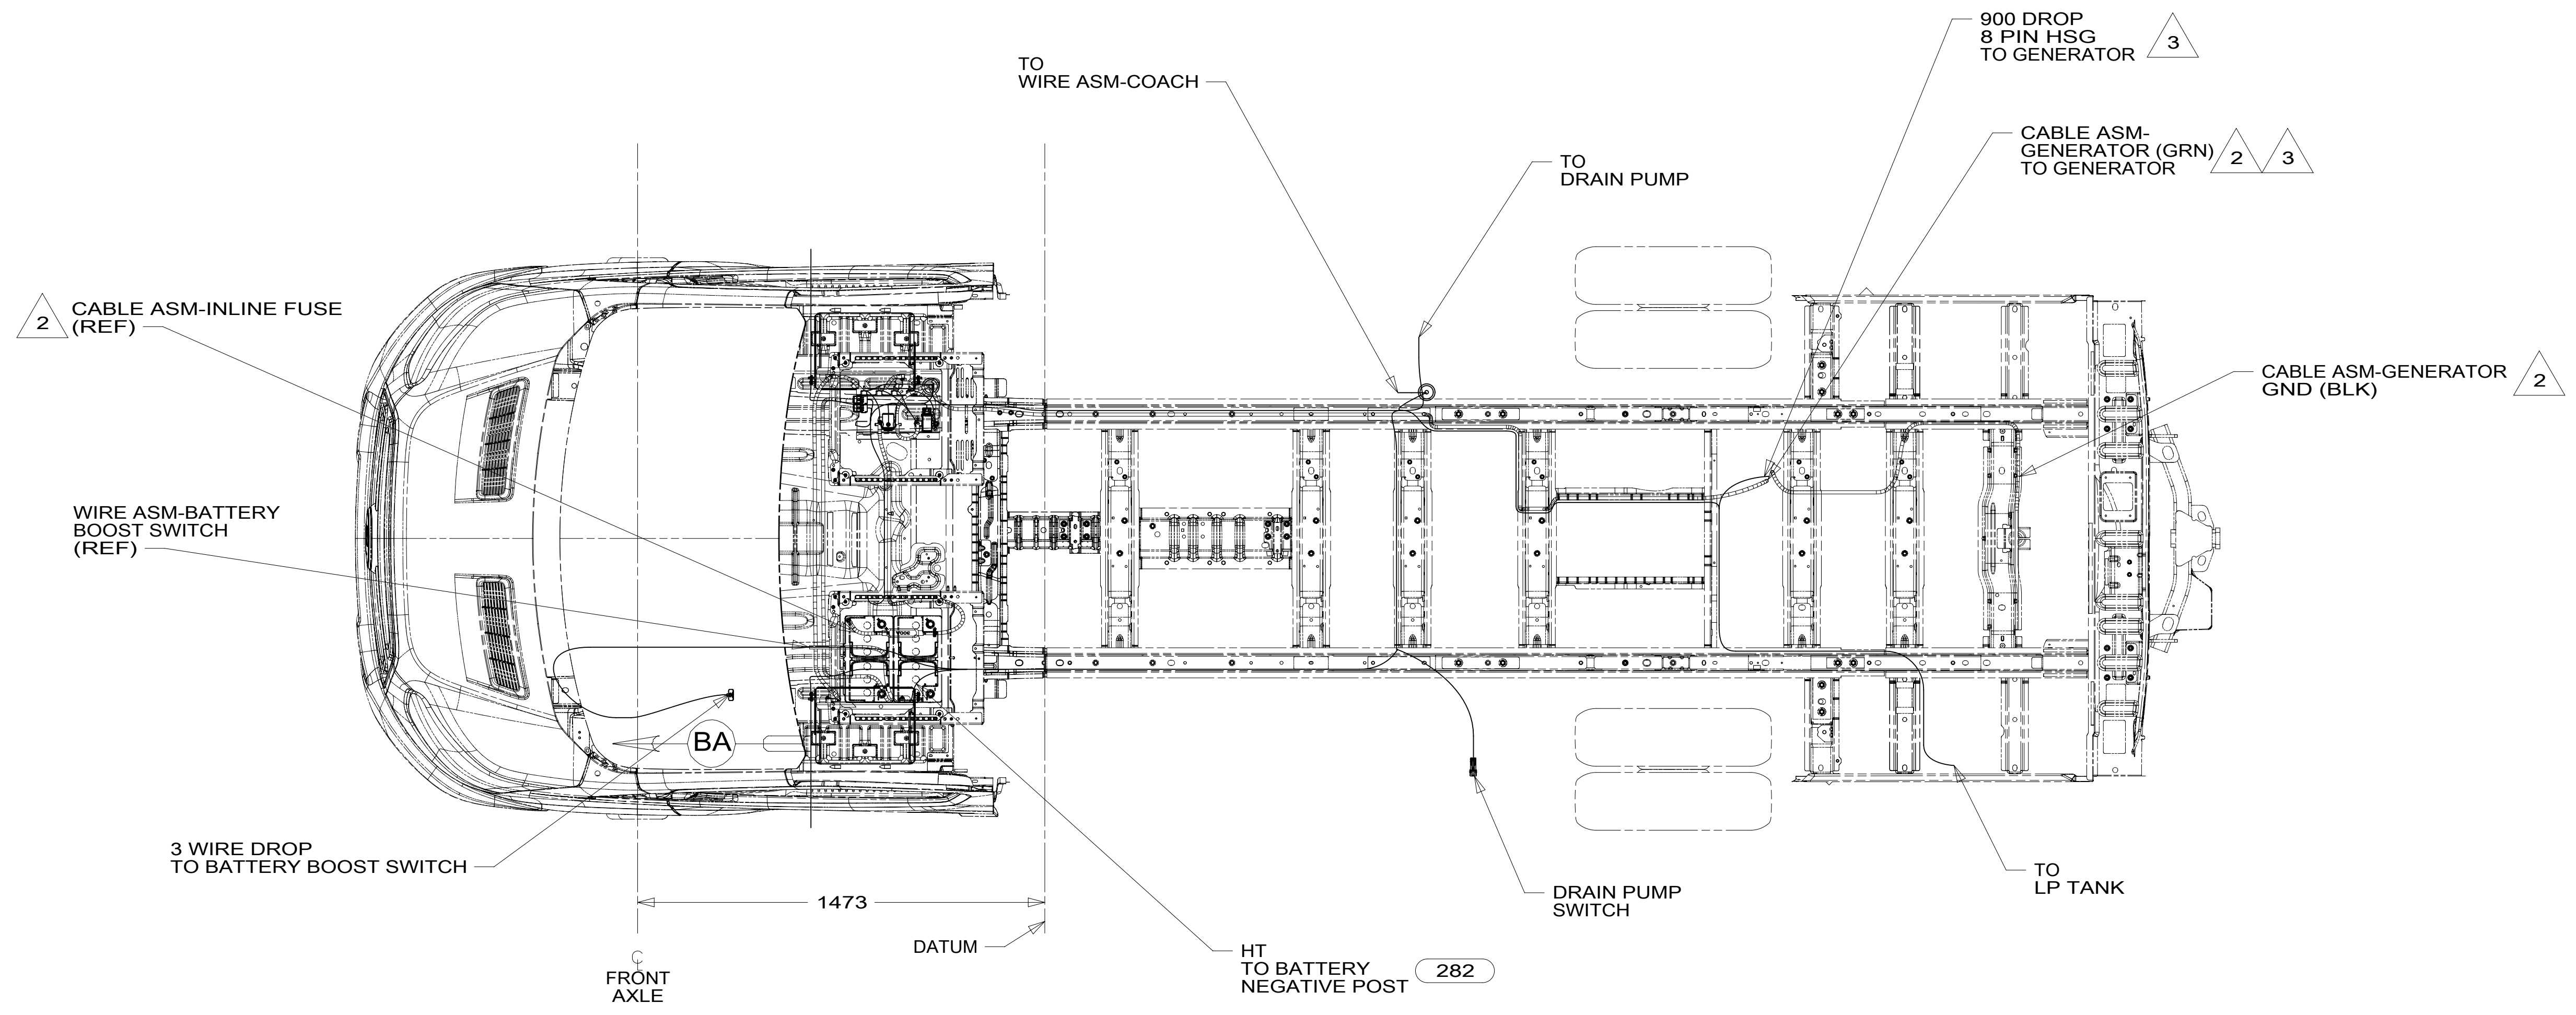 900 DROP
8 PIN HSG
TO GENERATOR
3
TO
WIRE ASM-COACH
CABLE ASM-
GENERATOR (GRN)
TO GENERATOR
2
3
TO
DRAIN PUMP
2
CABLE ASM-INLINE FUSE
(REF)
CABLE ASM-GENERATOR
GND (BLK)
2
WIRE ASM-BATTERY
BOOST SWITCH
(REF)
BA
3 WIRE DROP
TO BATTERY BOOST SWITCH
1473
DATUM
CL
FRONT
AXLE
HT
TO BATTERY
NEGATIVE POST
282
DRAIN PUMP
SWITCH
TO
LP TANK